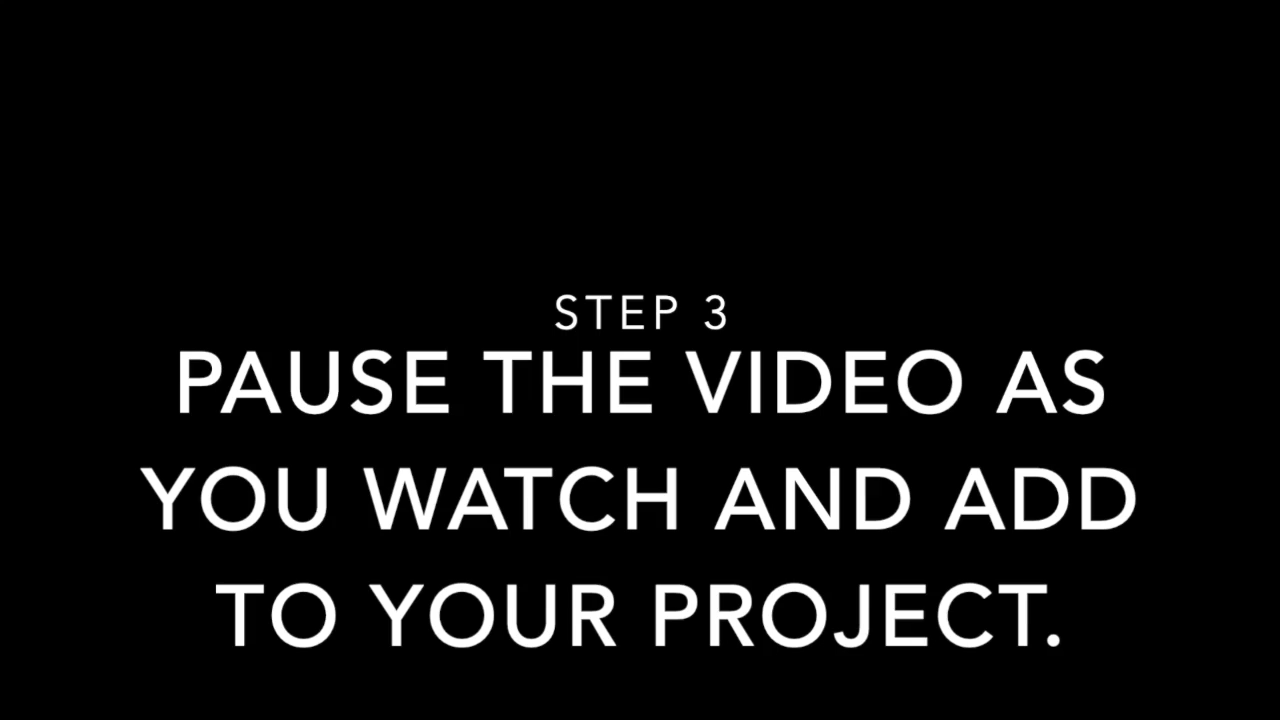 STEP 3
PAUSE THE VIDEO AS
YOU WATCH AND ADD
TO YOUR PROJECT.